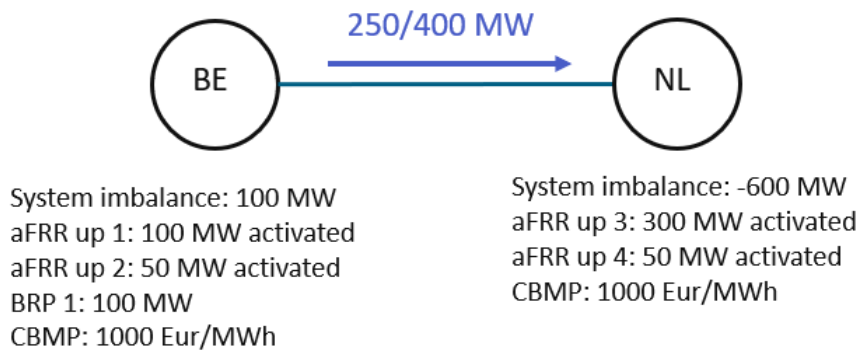 250/400 MW
BE
NL
System imbalance: 100 MW
aFRR up 1: 100 MW activated
aFRR up 2: 50 MW activated
BRP 1: 100 MW
CBMP: 1000 Eur/MWh
System imbalance: -600 MW
aFRR up 3: 300 MW activated
aFRR up 4: 50 MW activated
CBMP: 1000 Eur/MWh